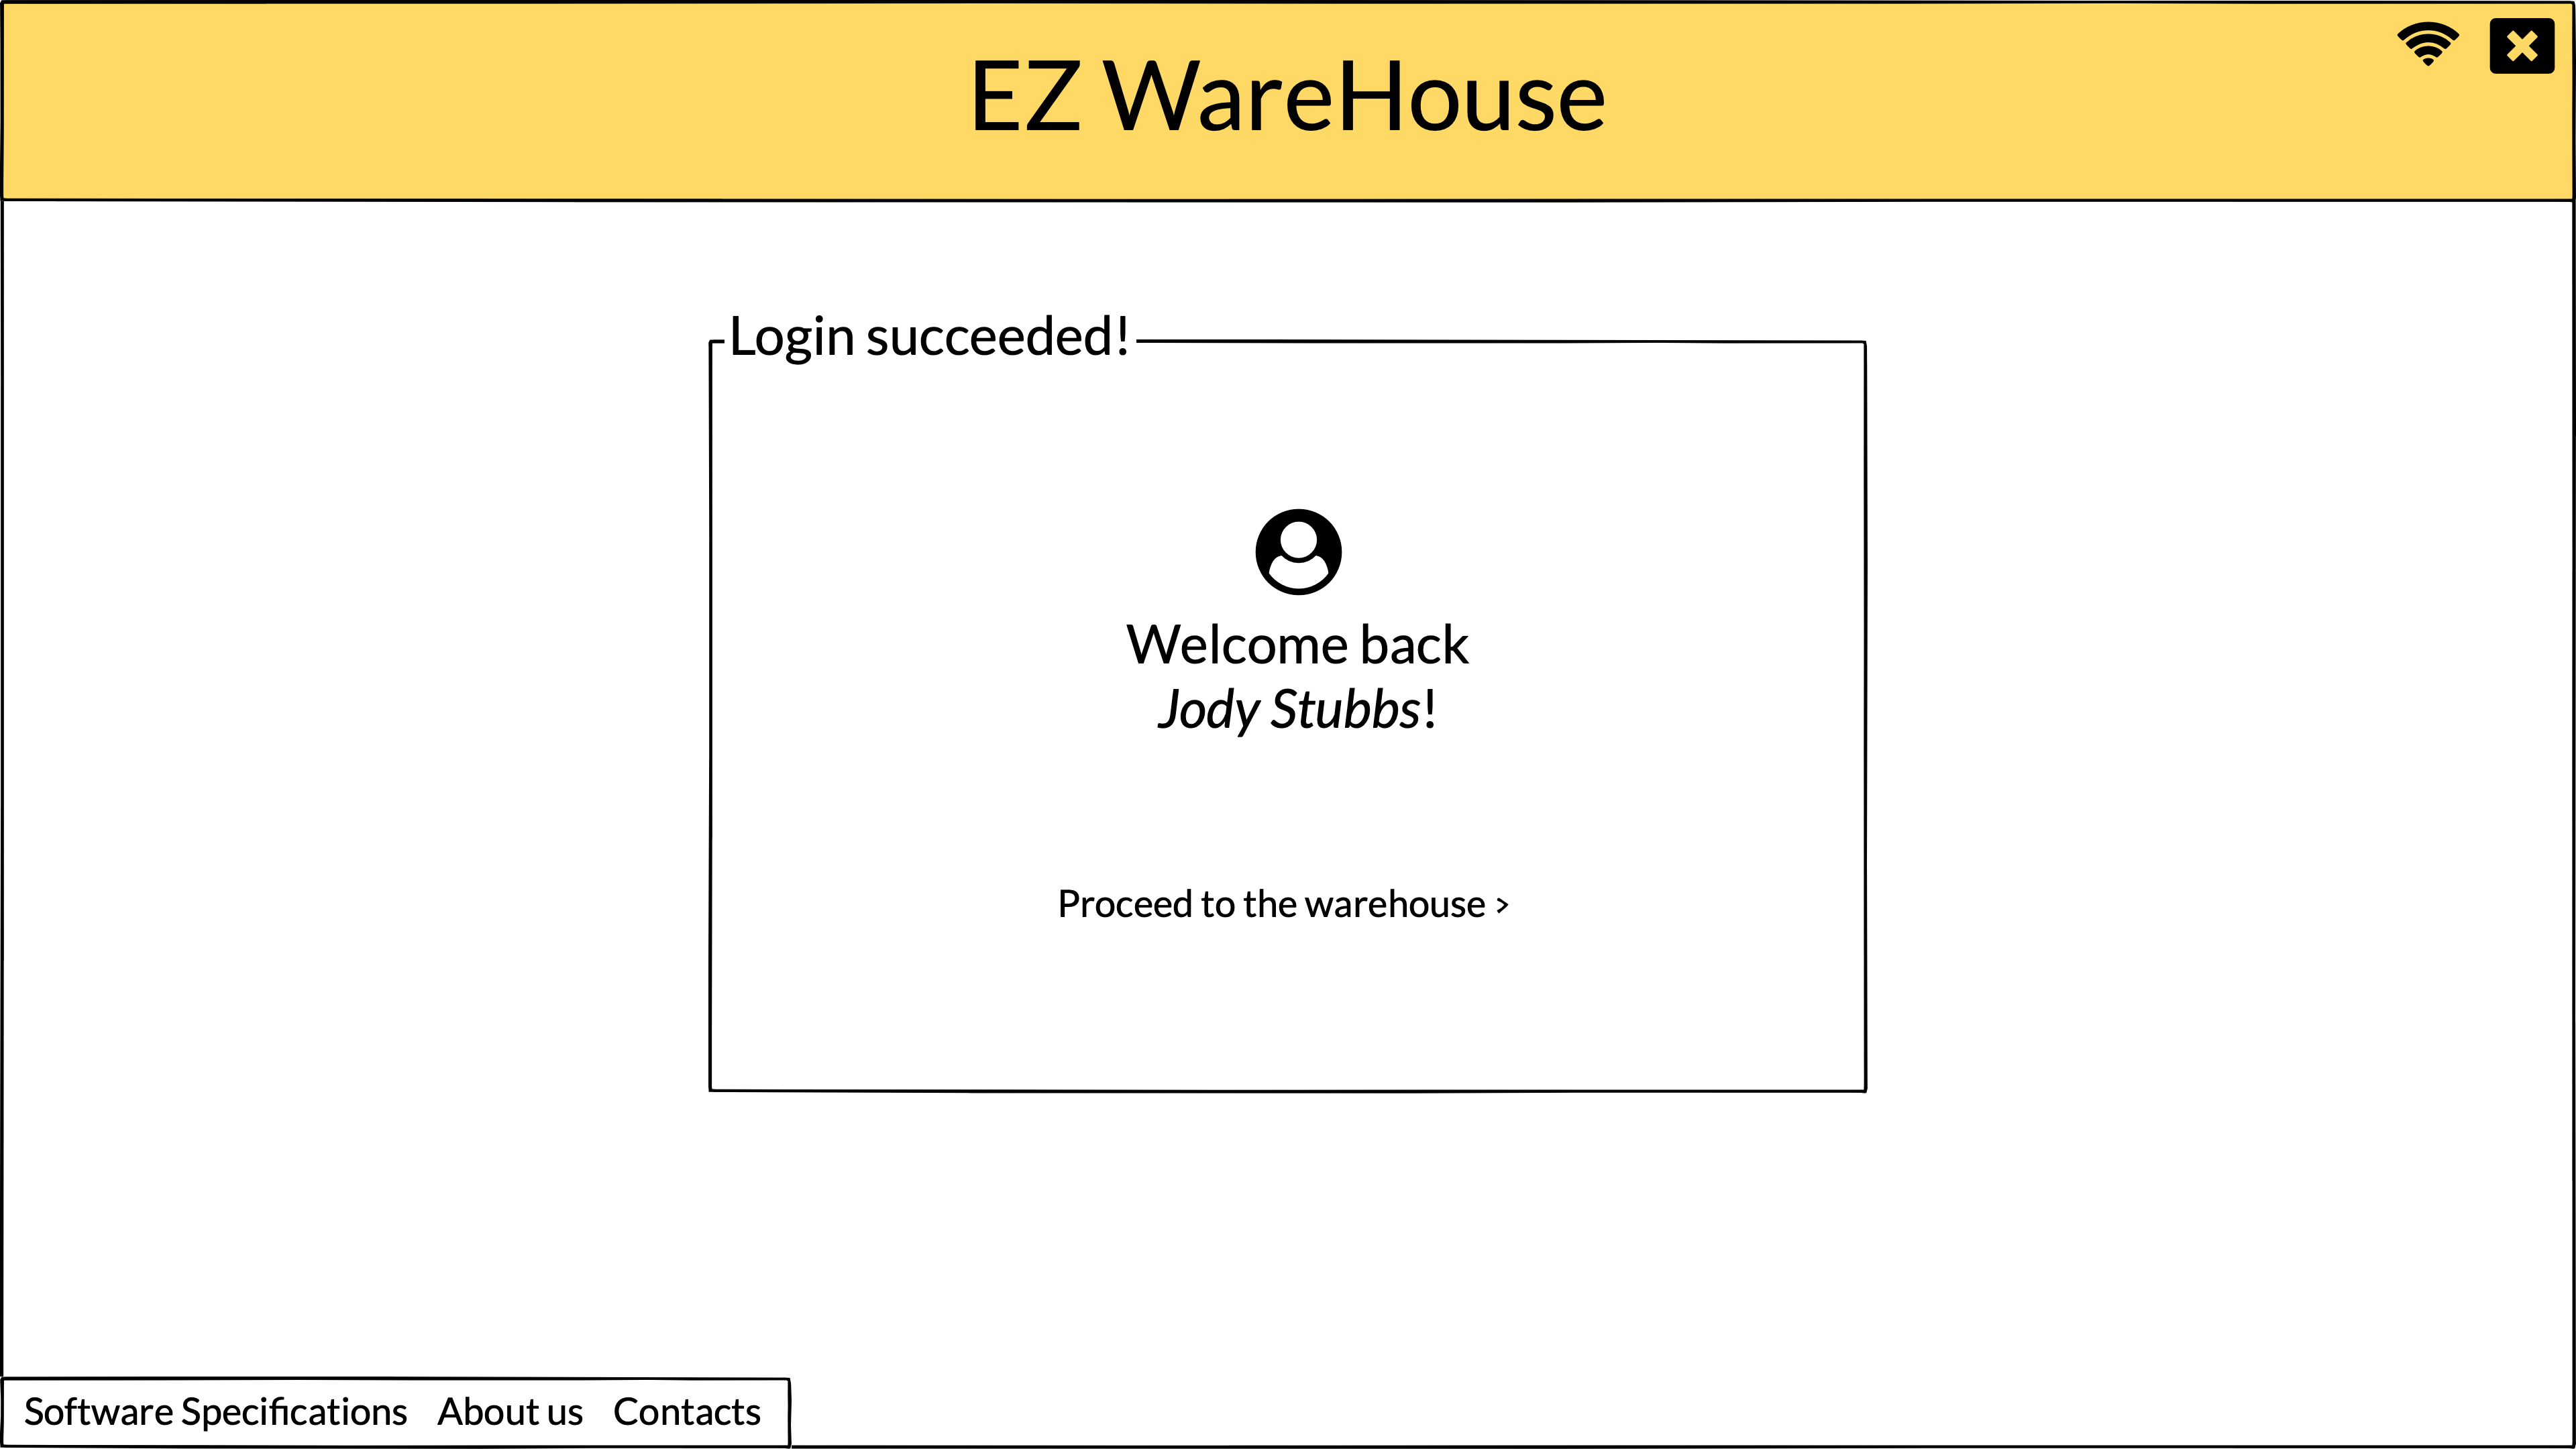 EZ WareHouse
Login succeeded!
Welcome back
Jody Stubbs!
Proceed to the warehouse >
Software Specifications About us Contacts